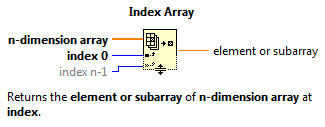 Index Array
n-dimension array
index 0
index n-1
element or subarray
Returns the element or subarray of n-dimension array at
index.